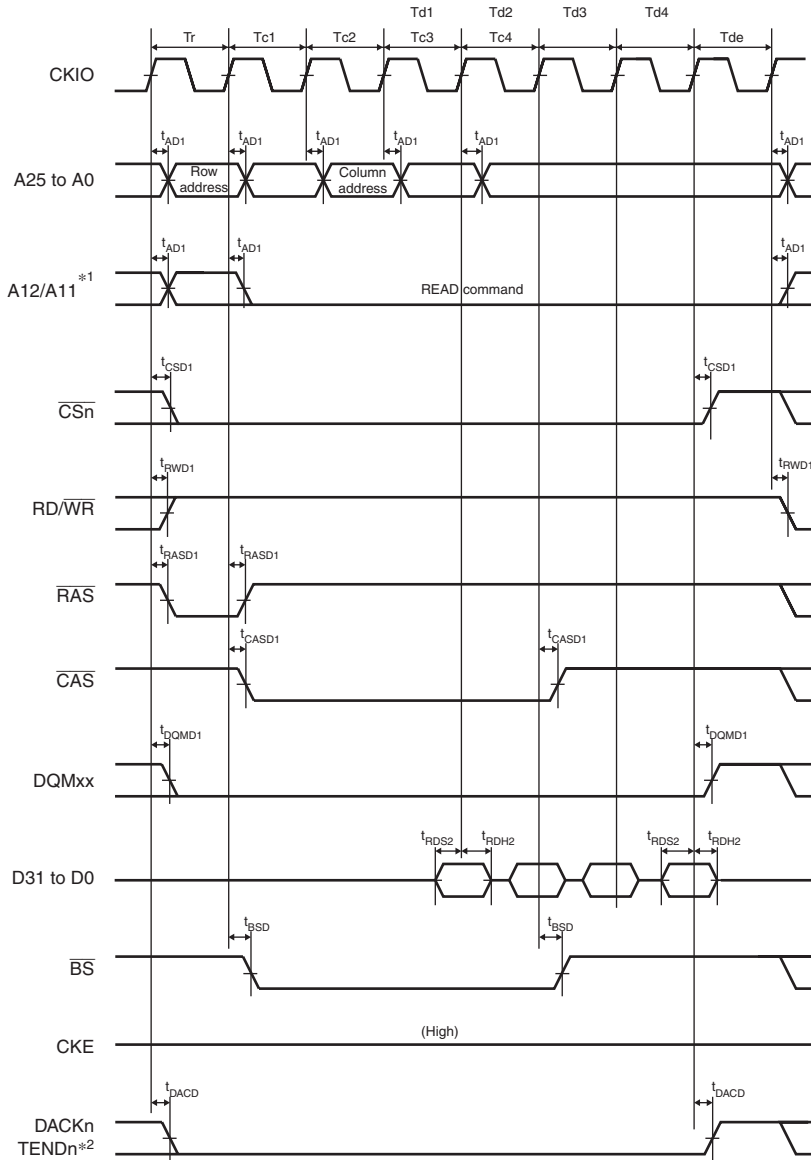 Td1 Td2 Td3 Td4
Tr Tc1 Tc2 Tc3 Tc4 Tde
CKIO
tAD1 tAD1 tAD1 tAD1 tAD1 tAD1
A25 to A0
Row
address
Column
address
tAD1 tAD1 tAD1
A12/A11 *1
READ command
tCSD1 tCSD1
CSn
tRWD1 tRWD1
RD/WR
tRASD1 tRASD1
RAS
tCASD1 tCASD1
CAS
tDQMD1 tDQMD1
DQMxx
tRDS2 tRDH2 tRDS2 tRDH2
D31 to D0
tBSD tBSD
BS
(High)
CKE
tDACD tDACD
DACKn
TENDn*2